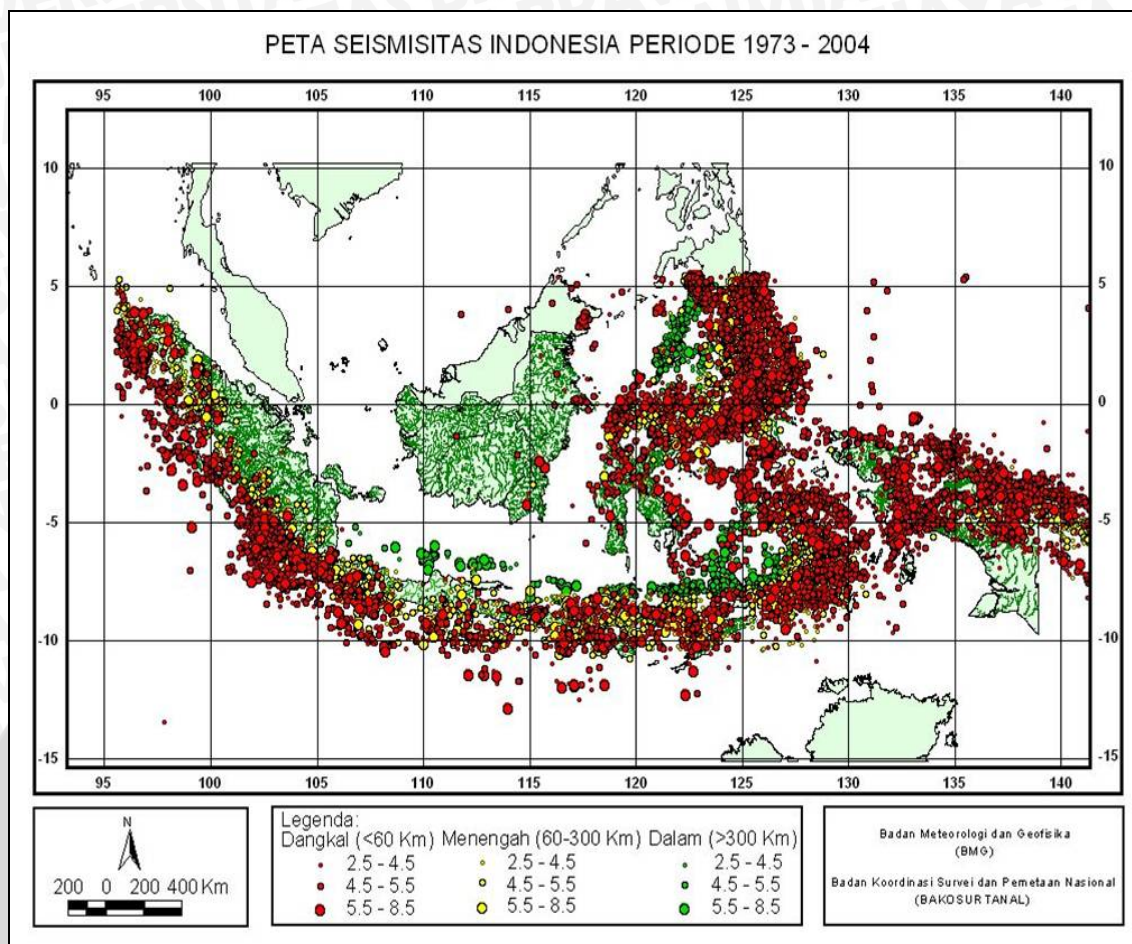 PETA SEISMISITAS INDONESIA PERIODE 1973 - 2004
95 100 105 110 115 120 125 130 135 140
10 10
5 5
0 0
-5 -5
-10 -10
-15 -15
95 100 105 110 115 120 125 130 135 140
N
200 0 200 400 Km
Legenda:
Dangkal (<60 Km) Menengah (60-300 Km) Dalam (>300 Km)
2.5 - 4.5 2.5 - 4.5 2.5 - 4.5
4.5 - 5.5 4.5 - 5.5 4.5 - 5.5
5.5 - 8.5 5.5 - 8.5 5.5 - 8.5
Badan Meteorologi dan Geofisika
(BMG)
Badan Koordinasi Survei dan Pemetaan Nasional
(BAKOSURTANAL)